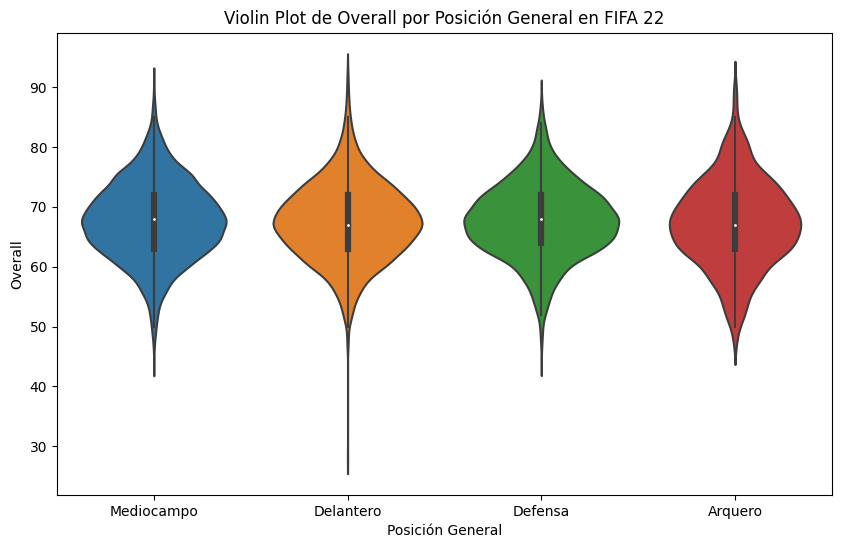 Violin Plot de Overall por Posición General en FIFA 22
Overall
90
80
70
60
50
40
30
Mediocampo
Delantero
Defensa
Arquero
Posición General